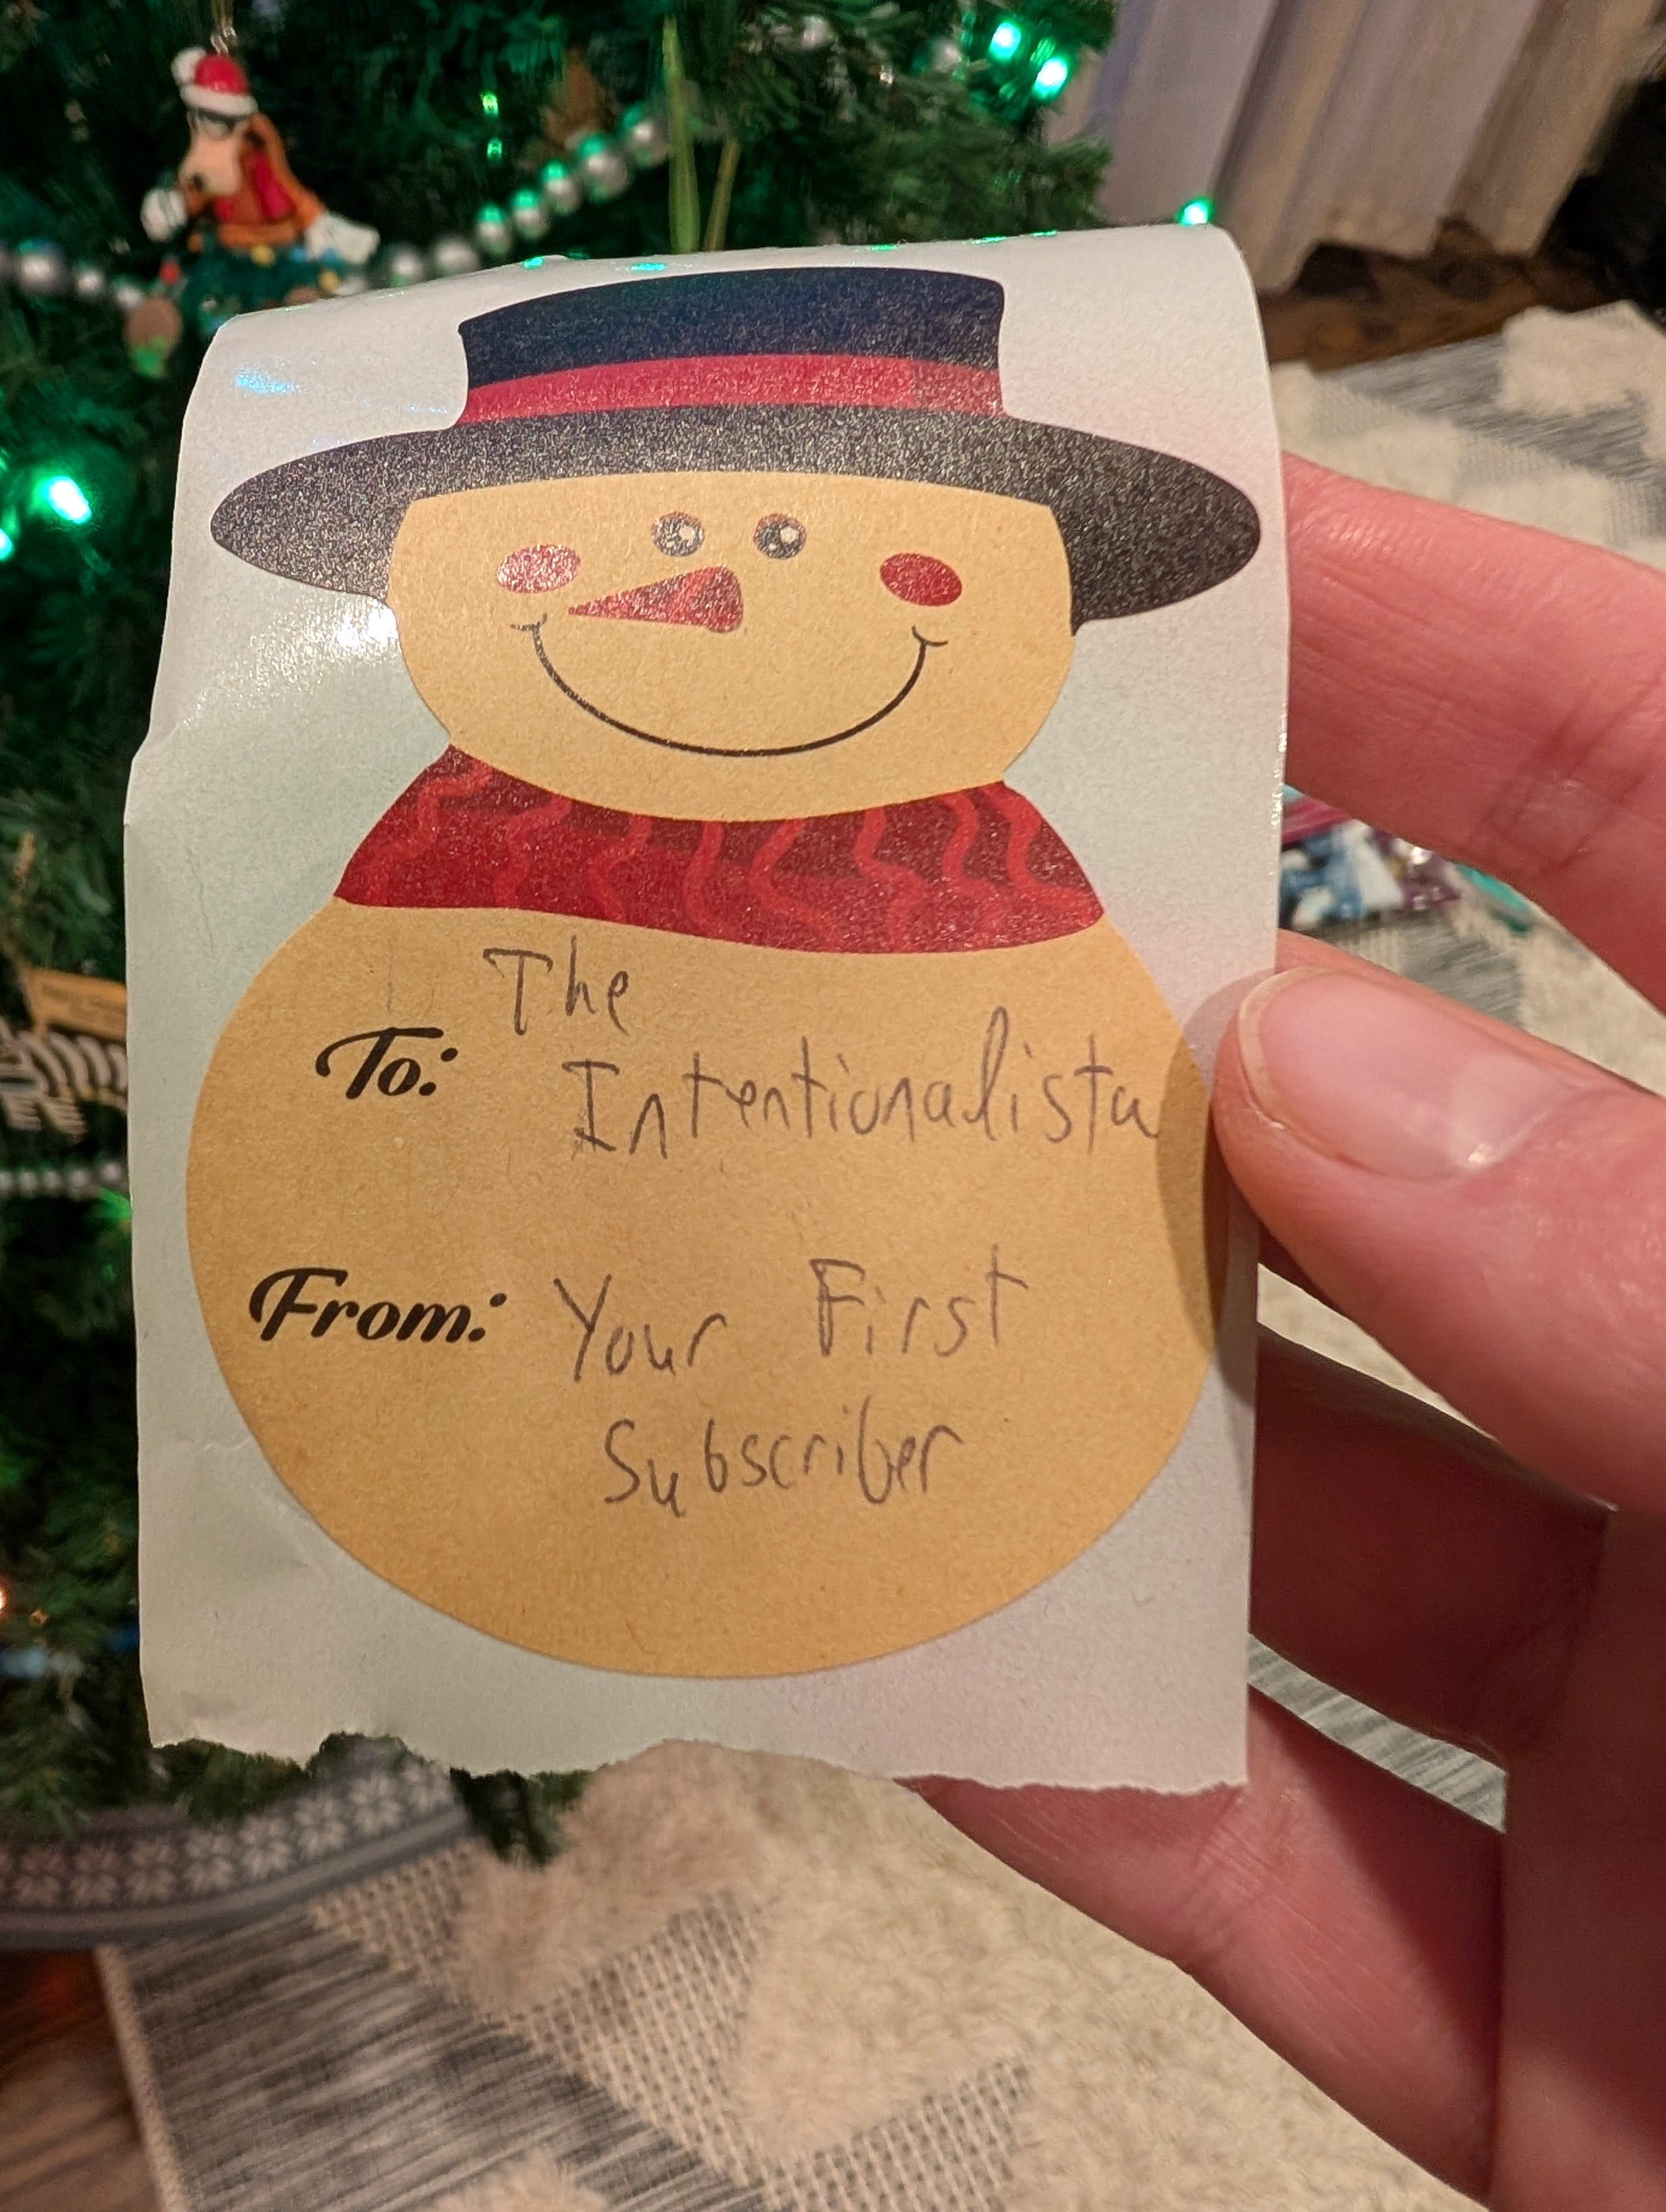 The
To: Intentionalista
From: Your First
Subscriber